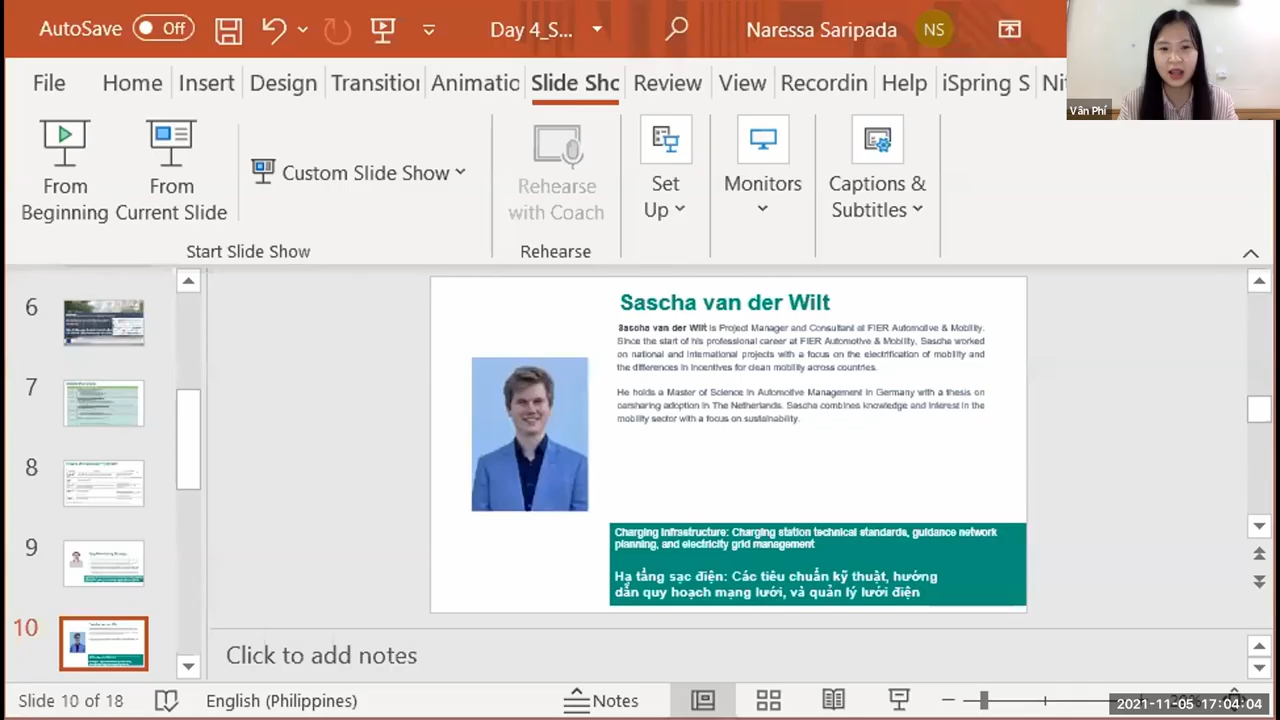 AutoSave Off Day 4_S... Naressa Saripada NS
Vân Phí
File Home Insert Design Transition Animatic Slide Sho Review View Recordin Help iSpring S Nit
From Beginning
From Current Slide
Custom Slide Show
Rehearse with Coach
Set Up
Monitors
Captions & Subtitles
Start Slide Show
Rehearse
6
7
8
9
10
Sascha van der Wilt
Sascha van der Wilt is Project Manager and Consultant at FIER Automotive & Mobility.
Since the start of his professional career at FIER Automotive & Mobility, Sascha worked
on national and international projects with a focus on the electrification of mobility and
the differences in incentives for clean mobility across countries.
He holds a Master of Science in Automotive Management in Germany with a thesis on
carsharing adoption in The Netherlands. Sascha combines knowledge and interest in the
mobility sector with a focus on sustainability.
Charging Infrastructure: Charging station technical standards, guidance network
planning, and electricity grid management
Hạ tầng sạc điện: Các tiêu chuẩn kỹ thuật, hướng
dẫn quy hoạch mạng lưới, và quản lý lưới điện
Click to add notes
Slide 10 of 18 English (Philippines) Notes
2021-11-05 17:04:04